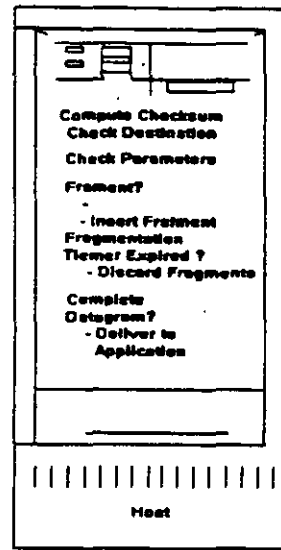 Compute Checksum
Check Destination
Check Parameters
Frament?
-
- Insert Fratment
Fragmentation
Tiemer Expired ?
- Discard Fragments
Complete
Datagram?
- Deliver to
Application
Host